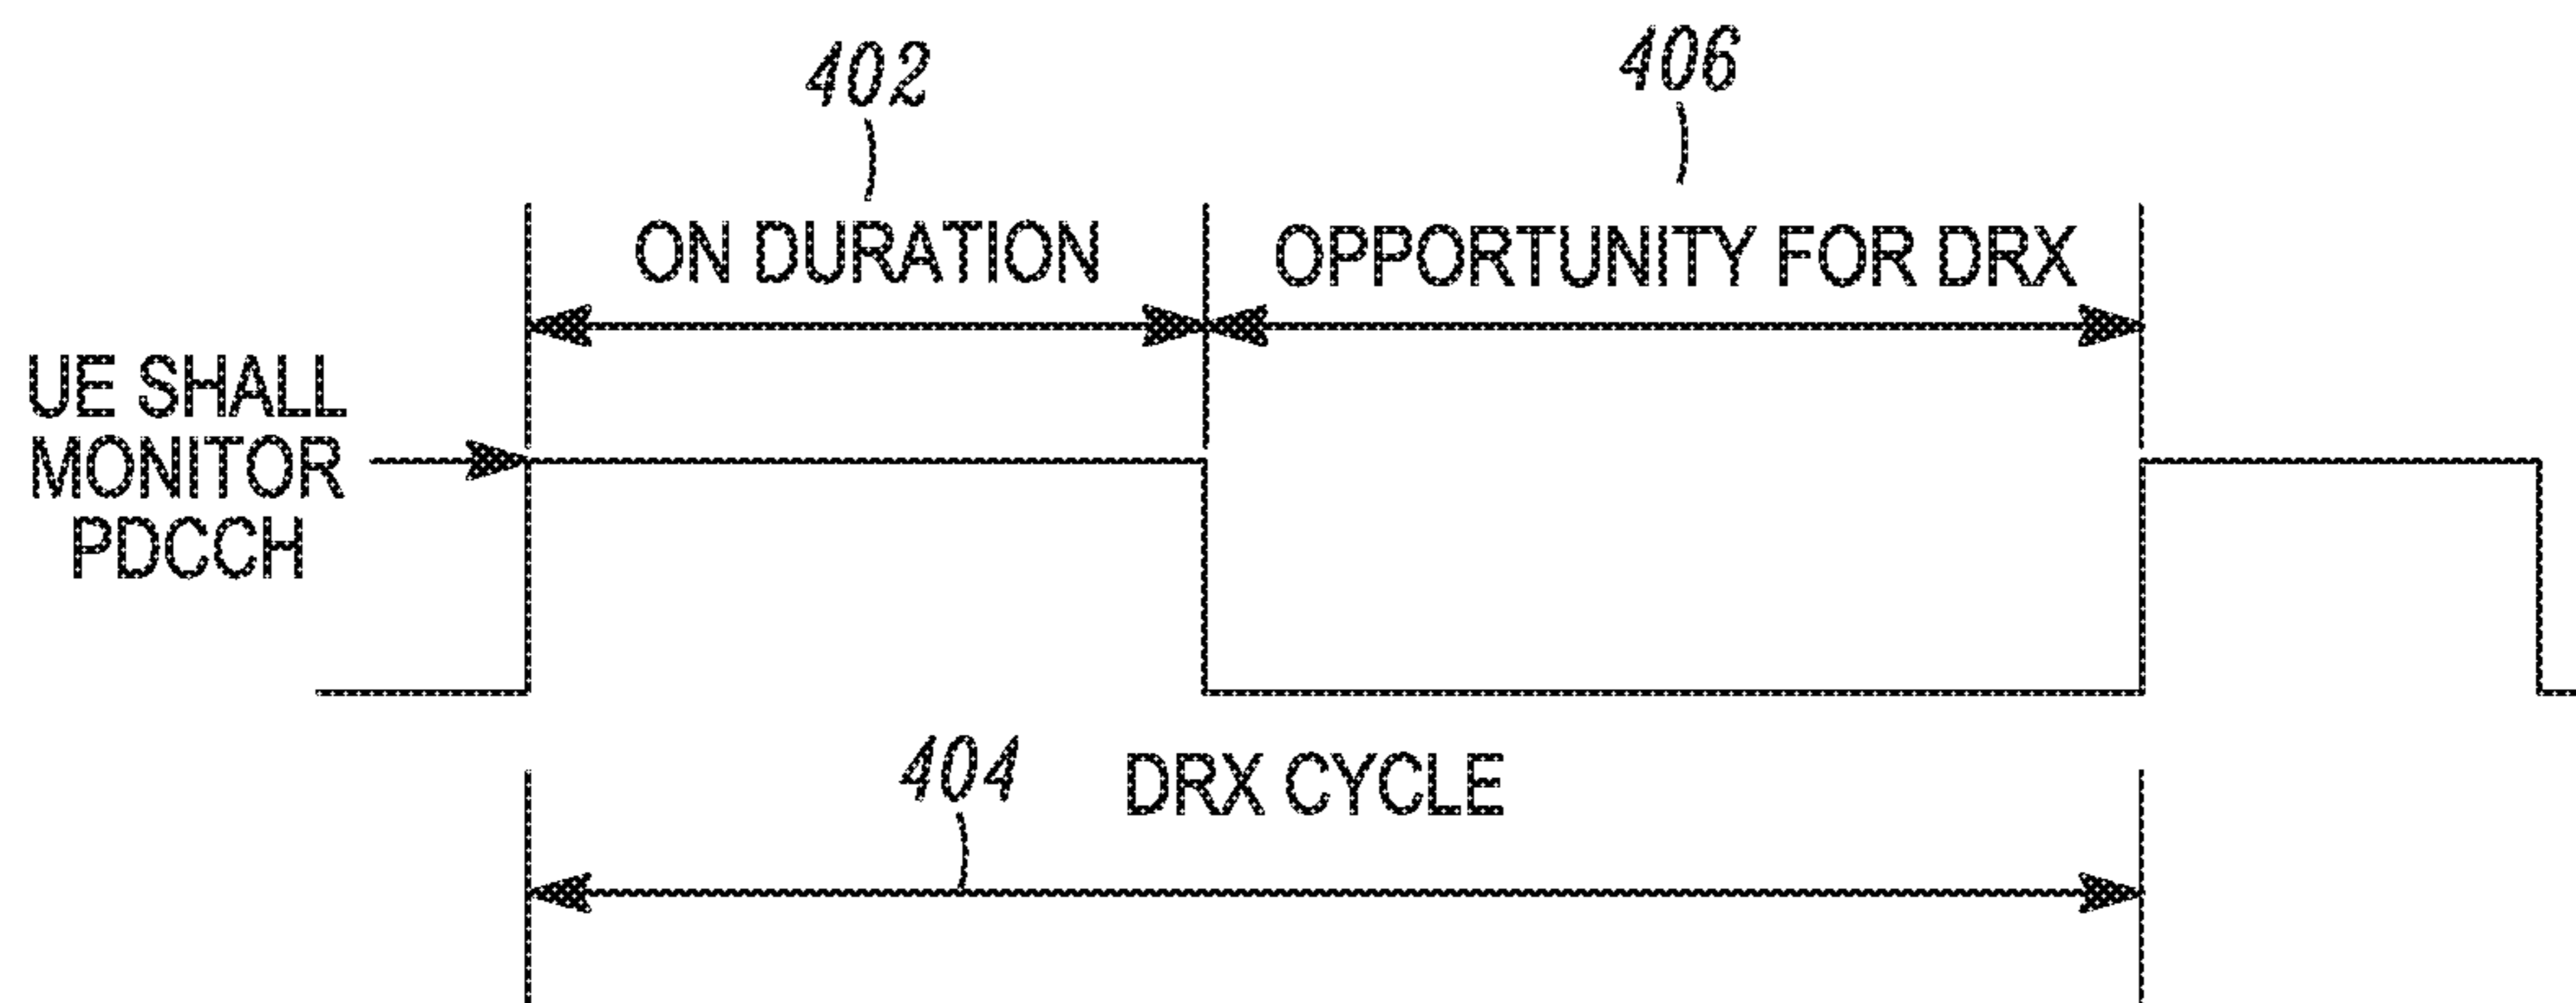 402
406
ON DURATION
OPPORTUNITY FOR DRX
UE SHALL
MONITOR
PDCCH
404
DRX CYCLE